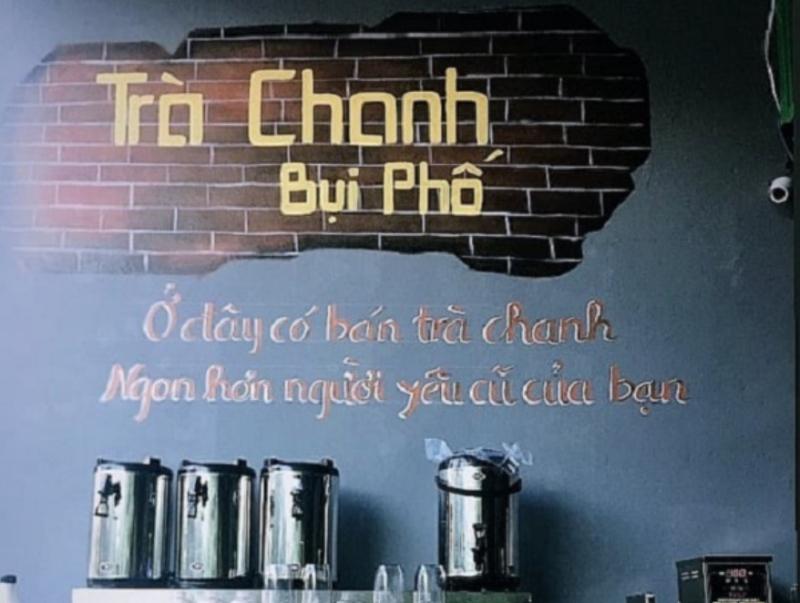 Trà Chanh
Bụi Phố
Ở đây có bán trà chanh
Ngon hơn người yêu cũ của bạn